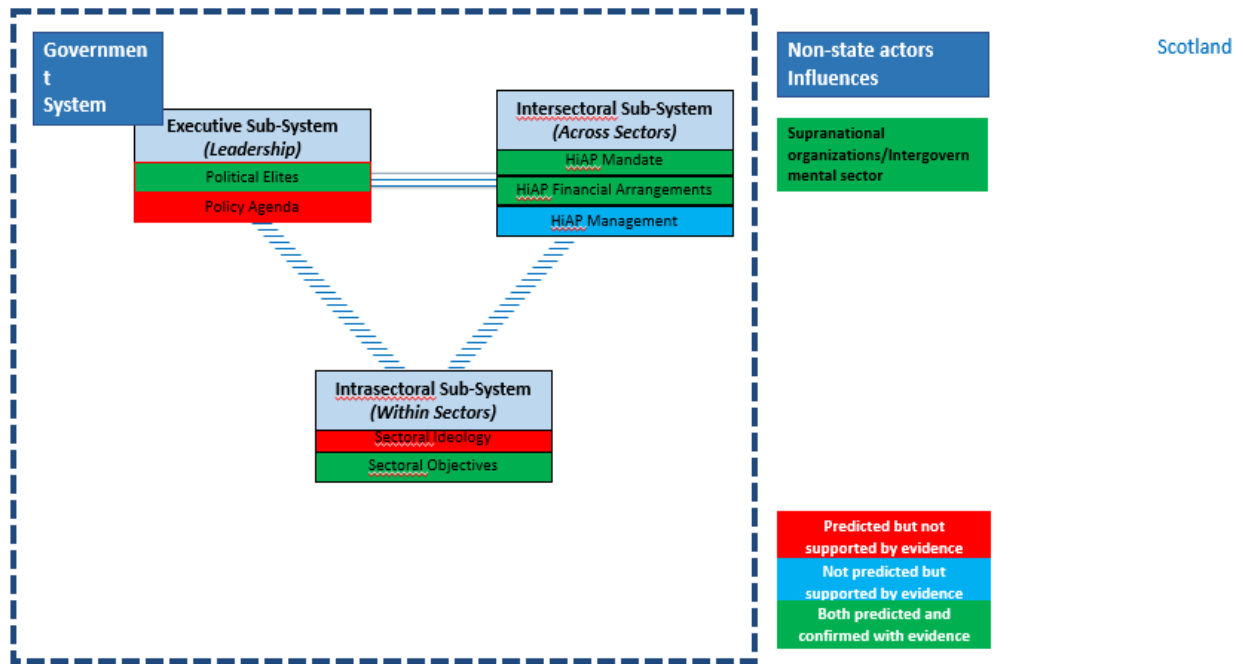 Governmen
t
System
Executive Sub-System
(Leadership)
Political Elites
Policy Agenda
Intersectoral Sub-System
(Across Sectors)
HiAP Mandate
HiAP Financial Arrangements
HiAP Management
Intrasectoral Sub-System
(Within Sectors)
Sectoral Ideology
Sectoral Objectives
Non-state actors
Influences
Supranational
organizations/Intergovern
mental sector
Scotland
Predicted but not
supported by evidence
Not predicted but
supported by evidence
Both predicted and
confirmed with evidence